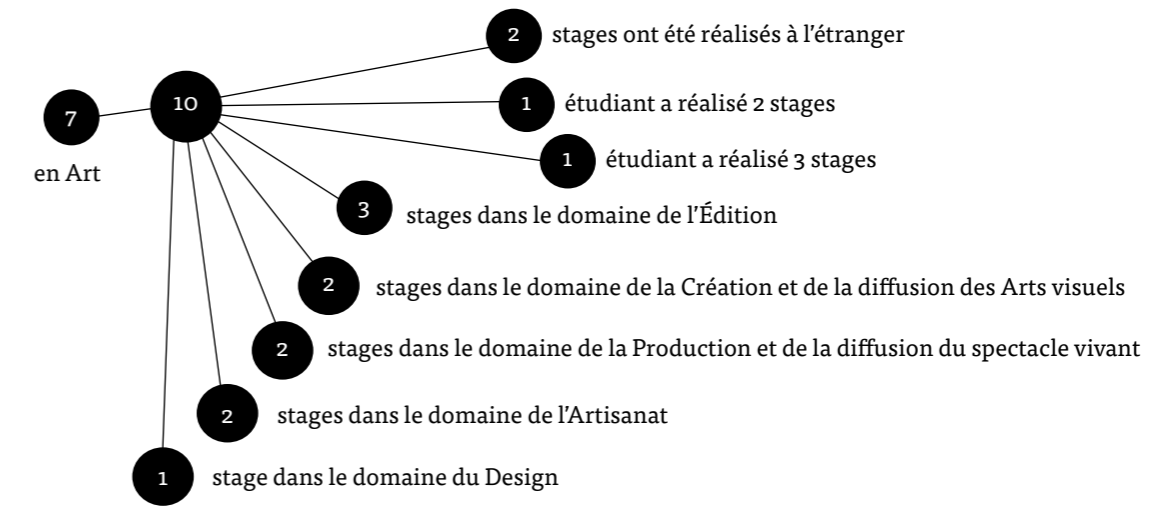 2 stages ont été réalisés à l'étranger
10
1 étudiant a réalisé 2 stages
7
en Art
1 étudiant a réalisé 3 stages
3 stages dans le domaine de l'Édition
2 stages dans le domaine de la Création et de la diffusion des Arts visuels
2 stages dans le domaine de la Production et de la diffusion du spectacle vivant
2 stages dans le domaine de l'Artisanat
1 stage dans le domaine du Design